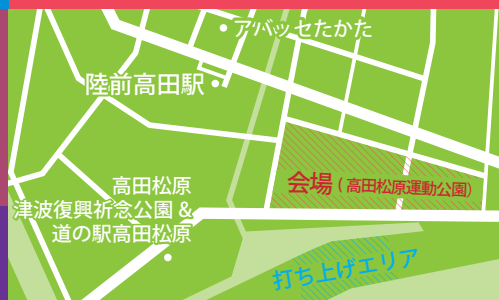 アバッセたかた
陸前高田駅
会場 ( 高田松原運動公園)
高田松原
津波復興祈念公園 &
道の駅高田松原
打ち上げエリア